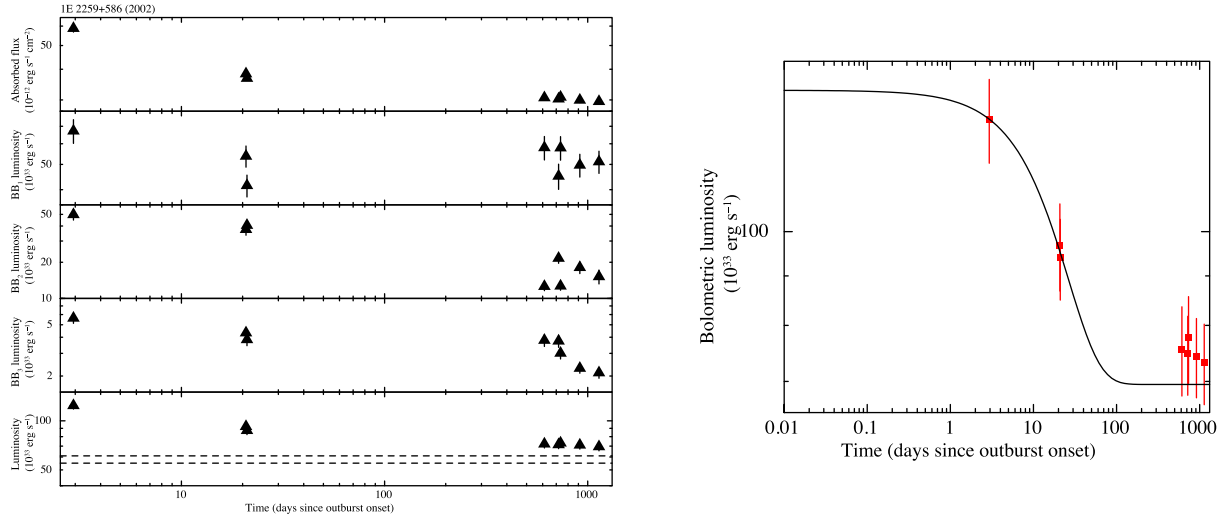 1E 2259+586 (2002)
Absorbed flux
(10⁻¹² erg s⁻¹ cm⁻²)
50
BB₁ luminosity
(10³³ erg s⁻¹)
50
BB₂ luminosity
(10³³ erg s⁻¹)
50
20
10
BB₃ luminosity
(10³³ erg s⁻¹)
5
2
Luminosity
(10³³ erg s⁻¹)
100
50
10 100 1000
Time (days since outburst onset)
Bolometric luminosity
(10³³ erg s⁻¹)
100
0.01 0.1 1 10 100 1000
Time (days since outburst onset)